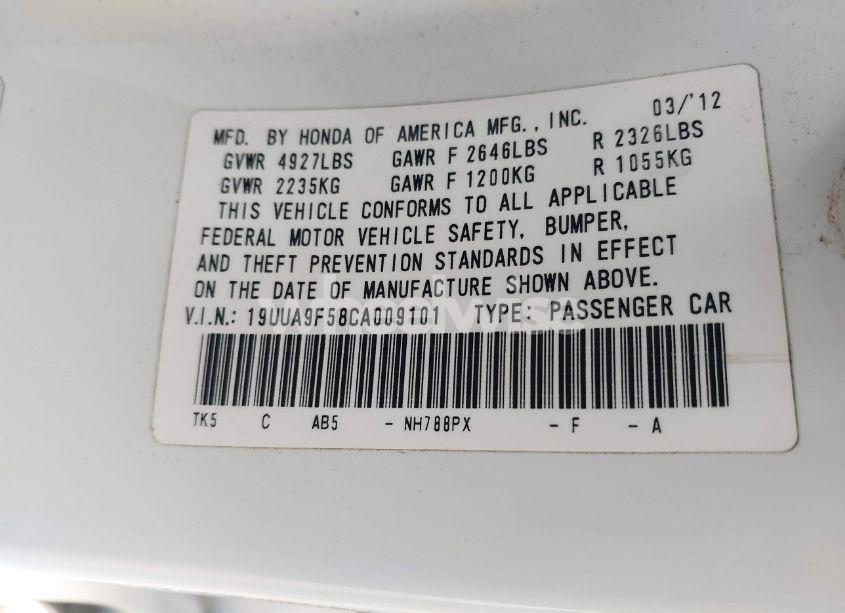 03/'12
MFD. BY HONDA OF AMERICA MFG., INC.
GVWR 4927LBS GAWR F 2646LBS R 2326LBS
GVWR 2235KG GAWR F 1200KG R 1055KG
THIS VEHICLE CONFORMS TO ALL APPLICABLE
FEDERAL MOTOR VEHICLE SAFETY, BUMPER,
AND THEFT PREVENTION STANDARDS IN EFFECT
ON THE DATE OF MANUFACTURE SHOWN ABOVE.
V.I.N.: 19UUA9F58CA009101 TYPE: PASSENGER CAR
TK5 C AB5 - NH788PX - F - A